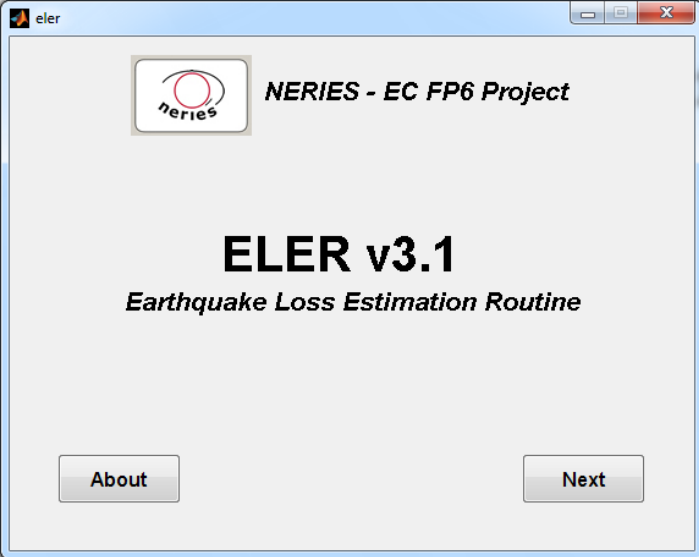 eler
neries
NERIES - EC FP6 Project
ELER v3.1
Earthquake Loss Estimation Routine
About
Next